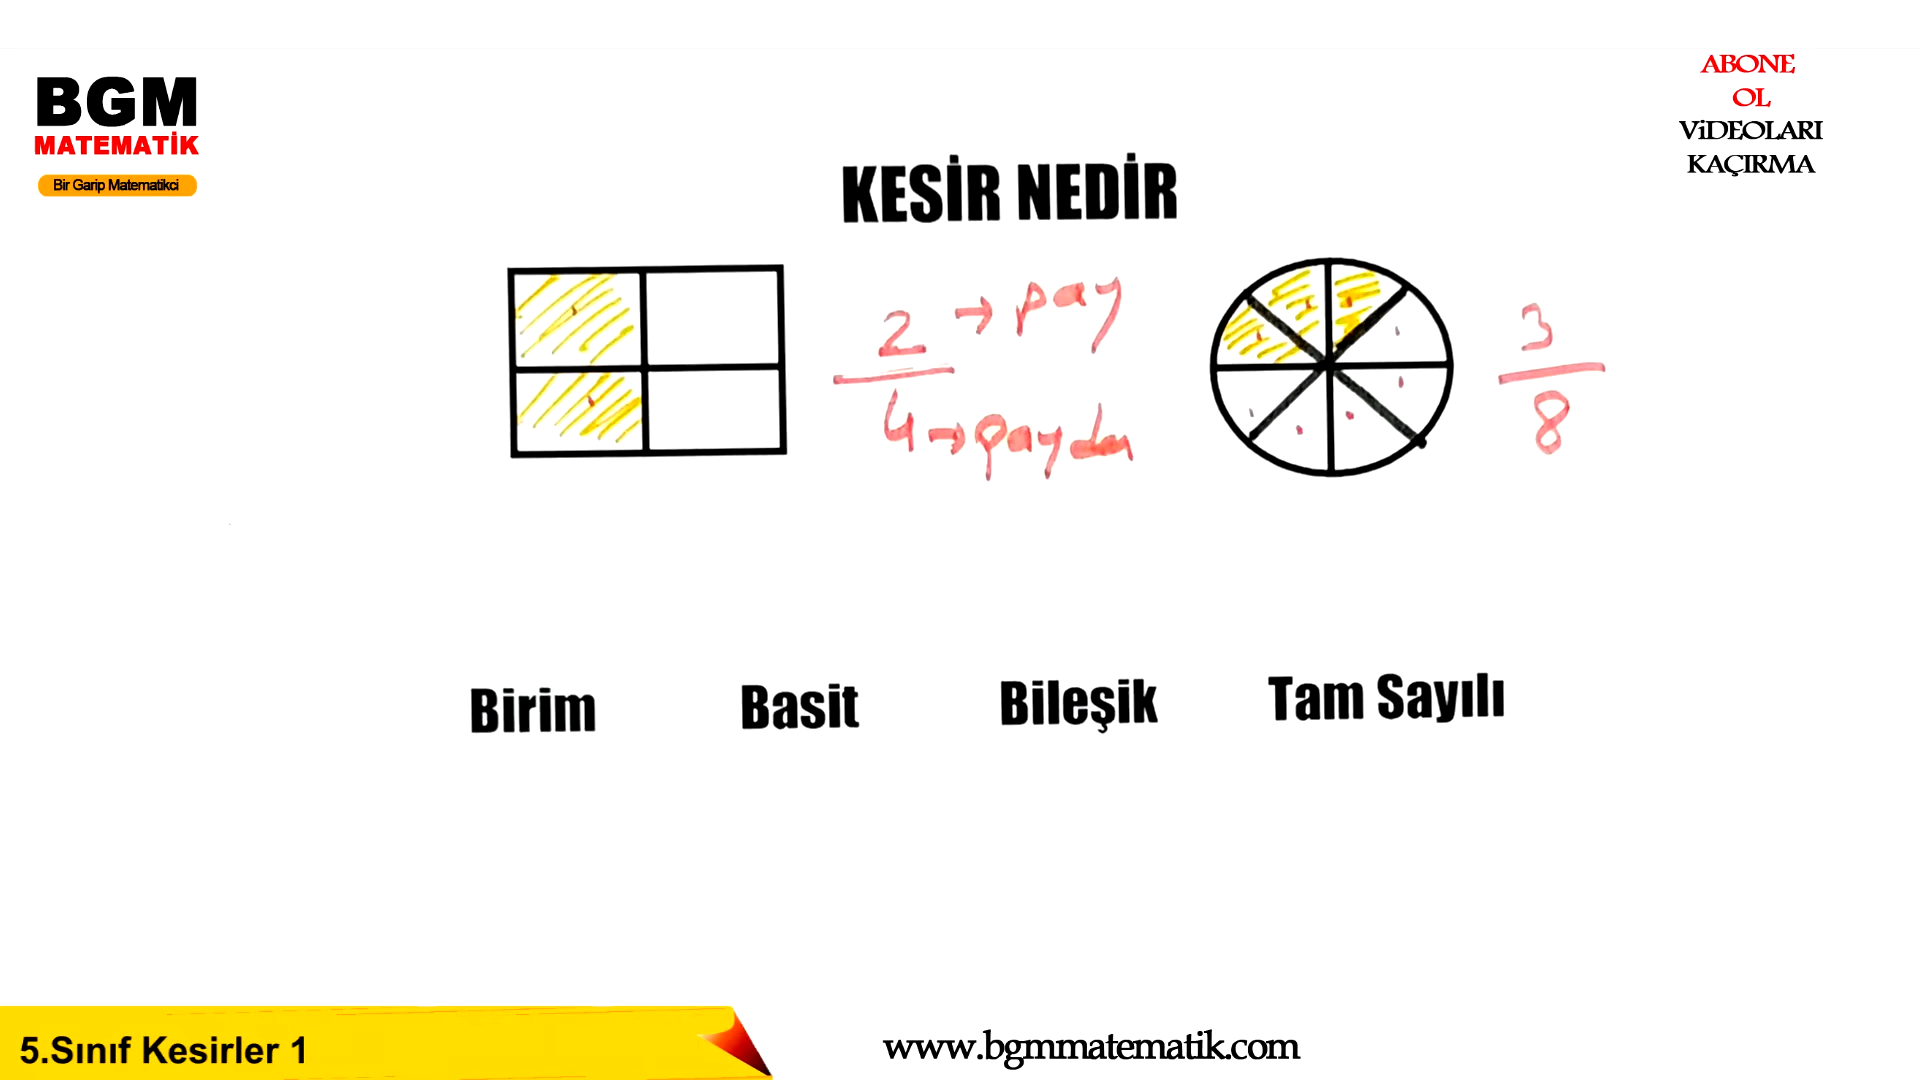 BGM
MATEMATİK
Bir Garip Matematikci
ABONE
OL
ViDEOLARI
KAÇIRMA
KESİR NEDİR
2 → pay
4 → payda
3
8
Birim Basit Bileşik Tam Sayılı
5.Sınıf Kesirler 1
www.bgmmatematik.com